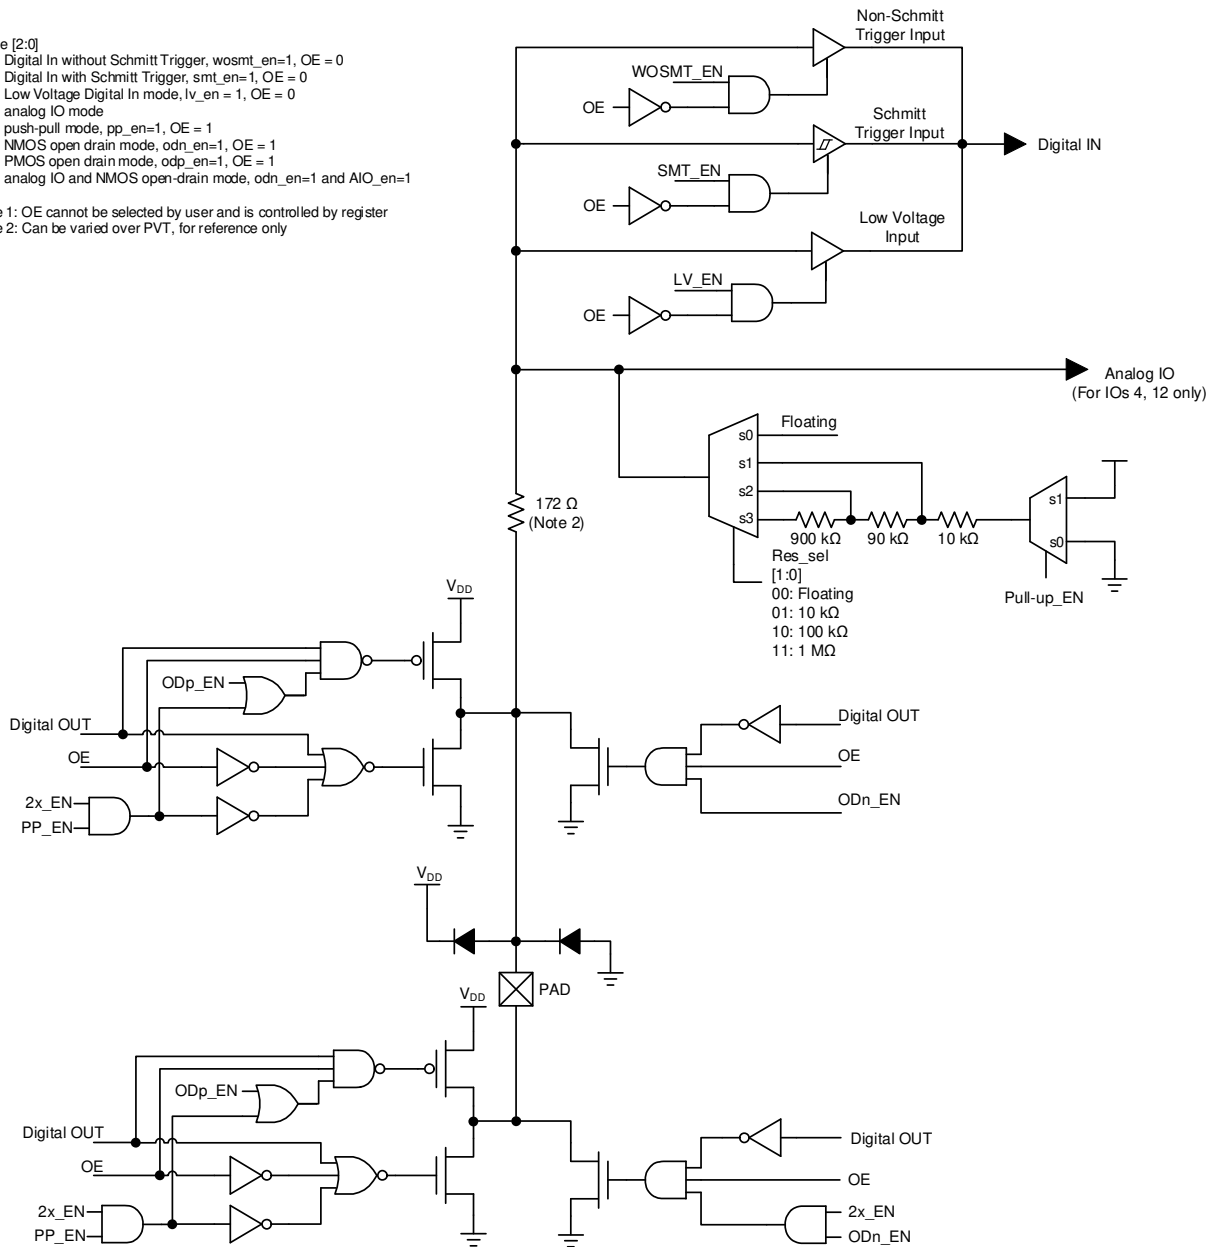 e [2:0]
Digital In without Schmitt Trigger, wosmt_en=1, OE = 0
Digital In with Schmitt Trigger, smt_en=1, OE = 0
Low Voltage Digital In mode, lv_en = 1, OE = 0
analog IO mode
push-pull mode, pp_en=1, OE = 1
NMOS open drain mode, odn_en=1, OE = 1
PMOS open drain mode, odp_en=1, OE = 1
analog IO and NMOS open-drain mode, odn_en=1 and AIO_en=1
e 1: OE cannot be selected by user and is controlled by register
e 2: Can be varied over PVT, for reference only
Non-Schmitt
Trigger Input
WOSMT_EN
OE
Schmitt
Trigger Input
Digital IN
SMT_EN
OE
Low Voltage
Input
LV_EN
OE
Analog IO
(For IOs 4, 12 only)
Floating
s0
s1
s2
s3
900 kΩ
90 kΩ
10 kΩ
s1
s0
Pull-up_EN
Res_sel
[1:0]
00: Floating
01: 10 kΩ
10: 100 kΩ
11: 1 MΩ
172 Ω
(Note 2)
VDD
ODp_EN
Digital OUT
OE
2x_EN
PP_EN
Digital OUT
OE
ODn_EN
VDD
PAD
VDD
ODp_EN
Digital OUT
OE
2x_EN
PP_EN
Digital OUT
OE
2x_EN
ODn_EN